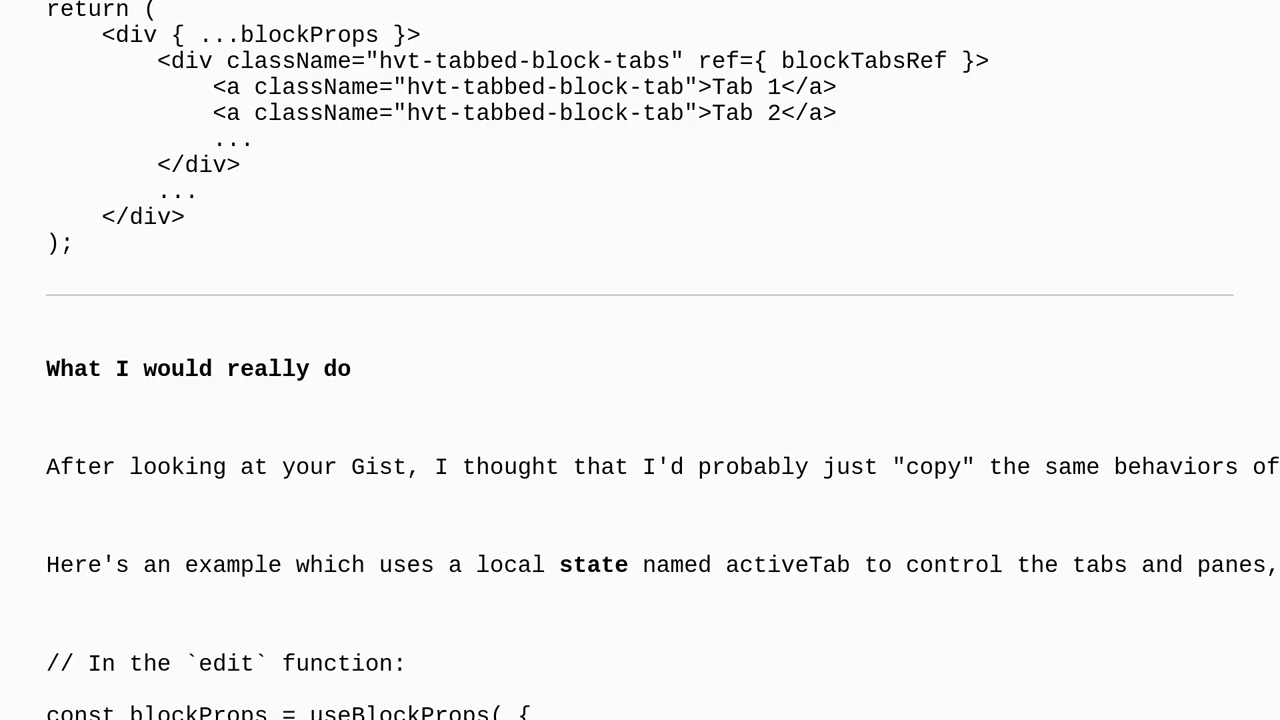 return (
    <div { ...blockProps }>
        <div className="hvt-tabbed-block-tabs" ref={ blockTabsRef }>
            <a className="hvt-tabbed-block-tab">Tab 1</a>
            <a className="hvt-tabbed-block-tab">Tab 2</a>
            ...
        </div>
        ...
    </div>
);
What I would really do
After looking at your Gist, I thought that I'd probably just "copy" the same behaviors of
Here's an example which uses a local state named activeTab to control the tabs and panes,
// In the `edit` function:
const blockProps = useBlockProps( {